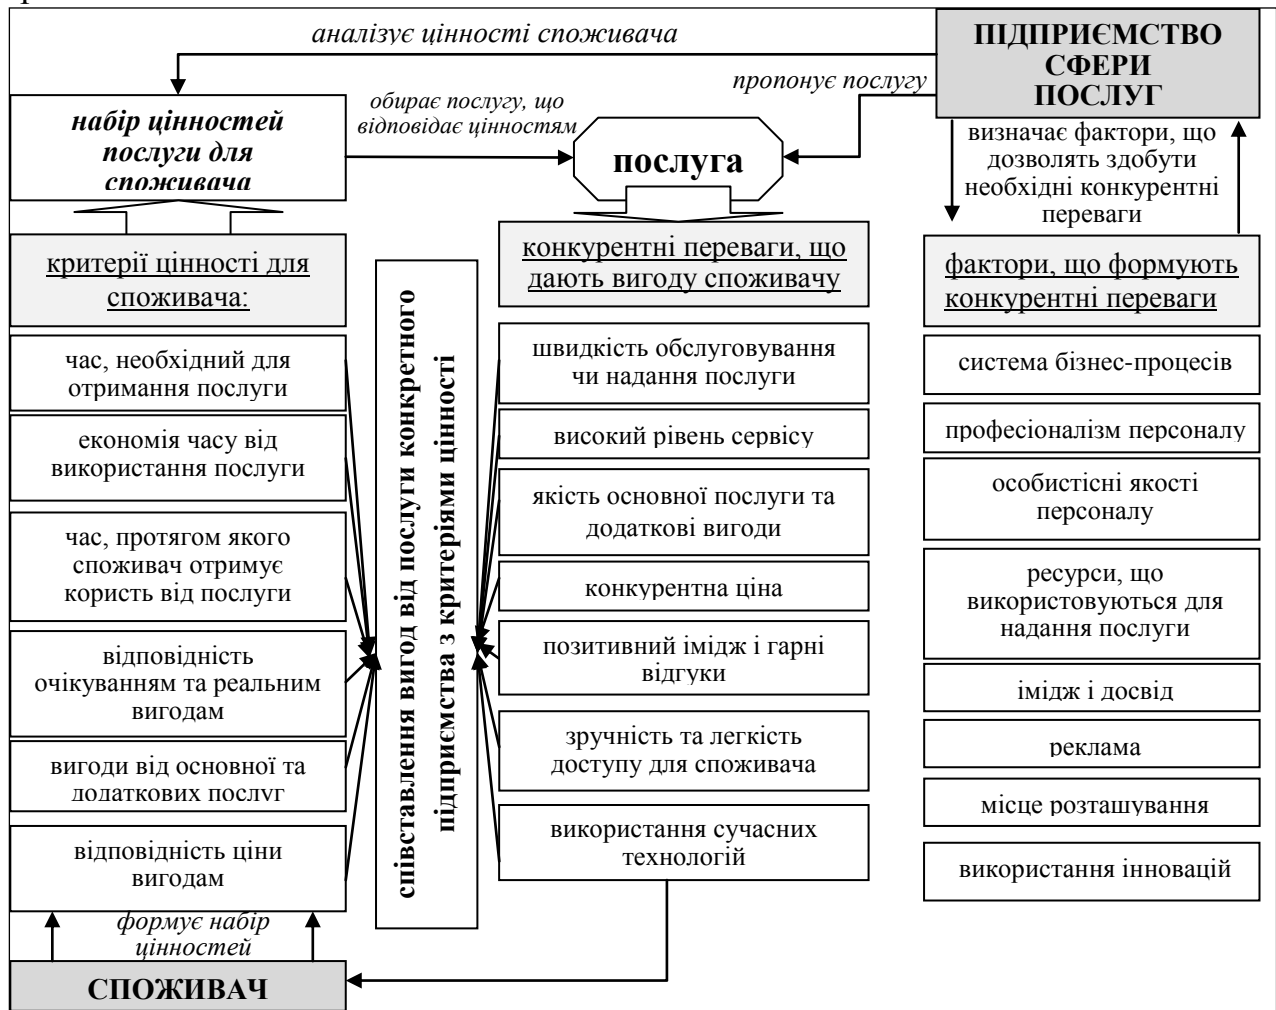 аналізує цінності споживача
ПІДПРИЄМСТВО
СФЕРИ
ПОСЛУГ
пропонує послугу
обирає послугу, що
відповідає цінностям
набір цінностей
послуги для
споживача
послуга
визначає фактори, що
дозволять здобути
необхідні конкурентні
переваги
критерії цінності для
споживача:
час, необхідний для
отримання послуги
економія часу від
використання послуги
час, протягом якого
споживач отримує
користь від послуги
відповідність
очікуванням та реальним
вигодам
вигоди від основної та
додаткових послуг
відповідність ціни
вигодам
формує набір
цінностей
СПОЖИВАЧ
співставлення вигод від послуги конкретного
підприємства з критеріями цінності
конкурентні переваги, що
дають вигоду споживачу
швидкість обслуговування
чи надання послуги
високий рівень сервісу
якість основної послуги та
додаткові вигоди
конкурентна ціна
позитивний імідж і гарні
відгуки
зручність та легкість
доступу для споживача
використання сучасних
технологій
фактори, що формують
конкурентні переваги
система бізнес-процесів
професіоналізм персоналу
особистісні якості
персоналу
ресурси, що
використовуються для
надання послуги
імідж і досвід
реклама
місце розташування
використання інновацій